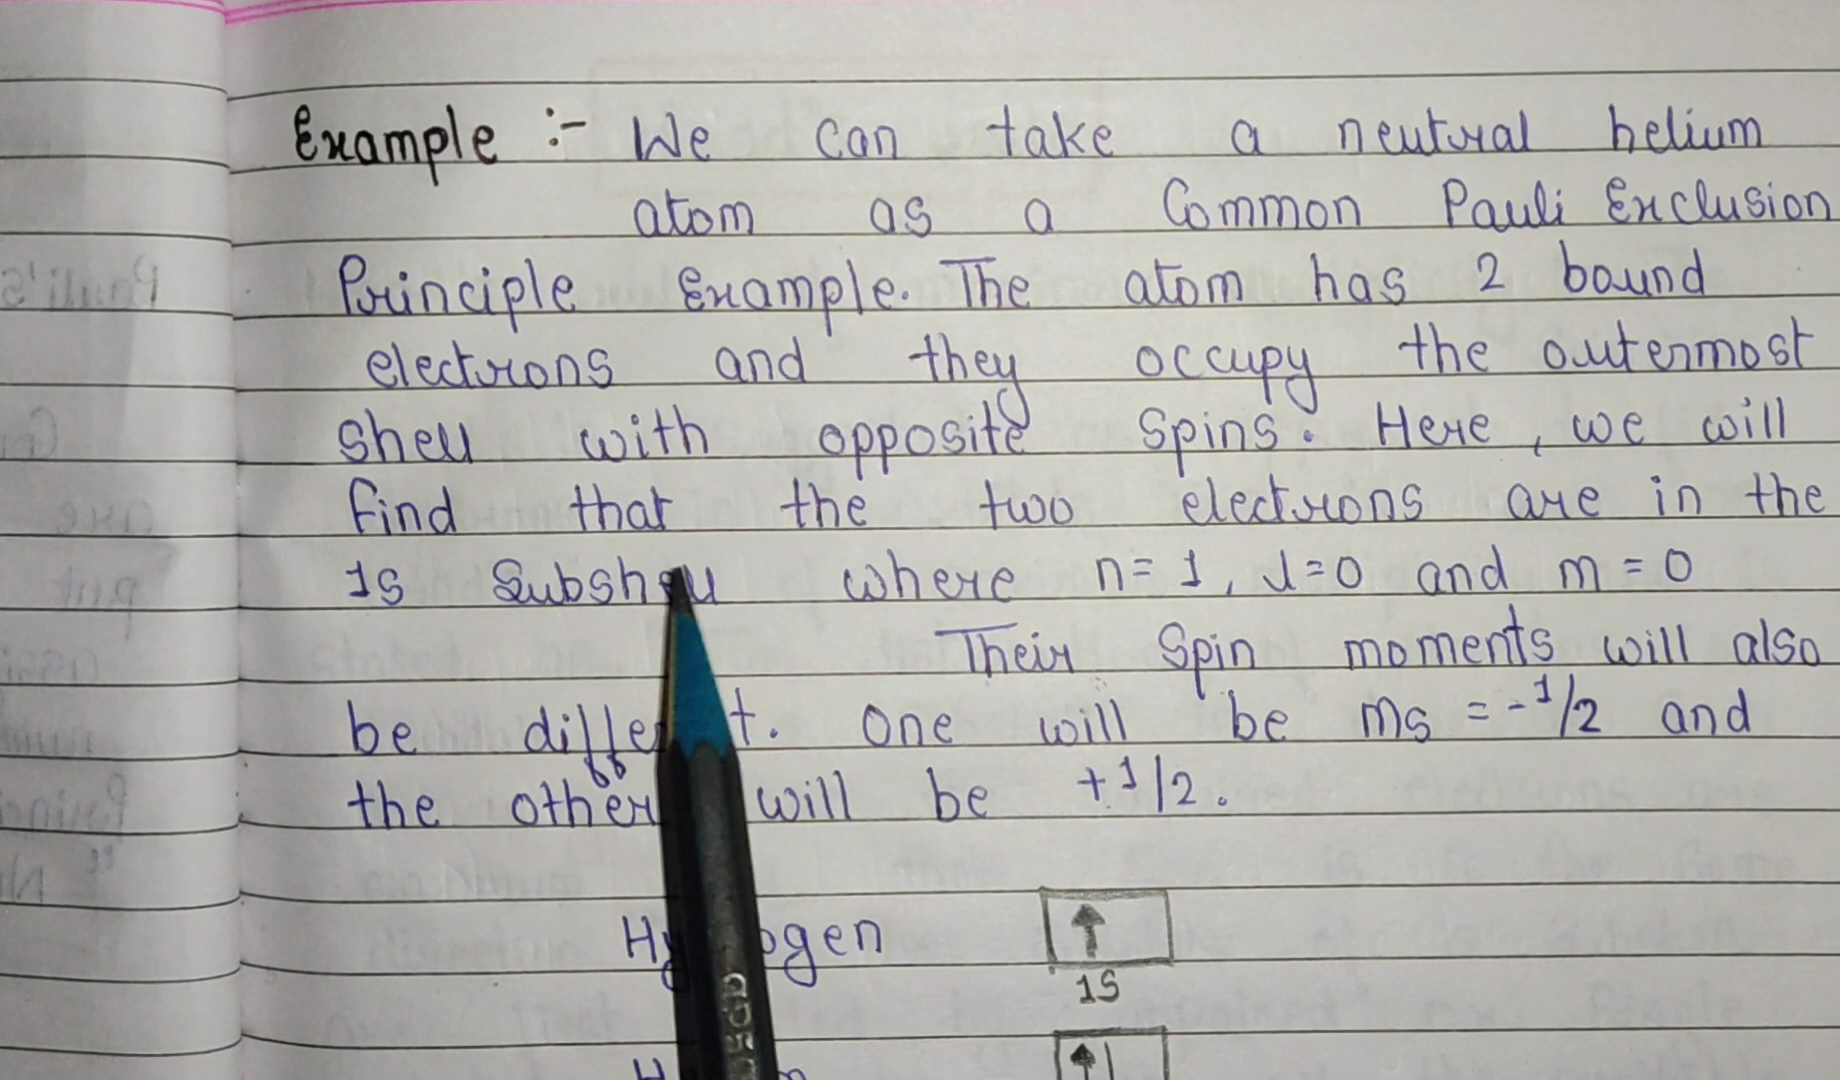 Example :- We can take a neutral helium
atom as a Common Pauli Exclusion
Principle Example. The atom has 2 bound
electrons and they occupy the outermost
shell with opposite Spins. Here, we will
find that the two electrons are in the
1s Subshell where n=1, l=0 and m=0
Their Spin moments will also
be different. One will be ms = -1/2 and
the other will be +1/2.
Hydrogen ↑
1S